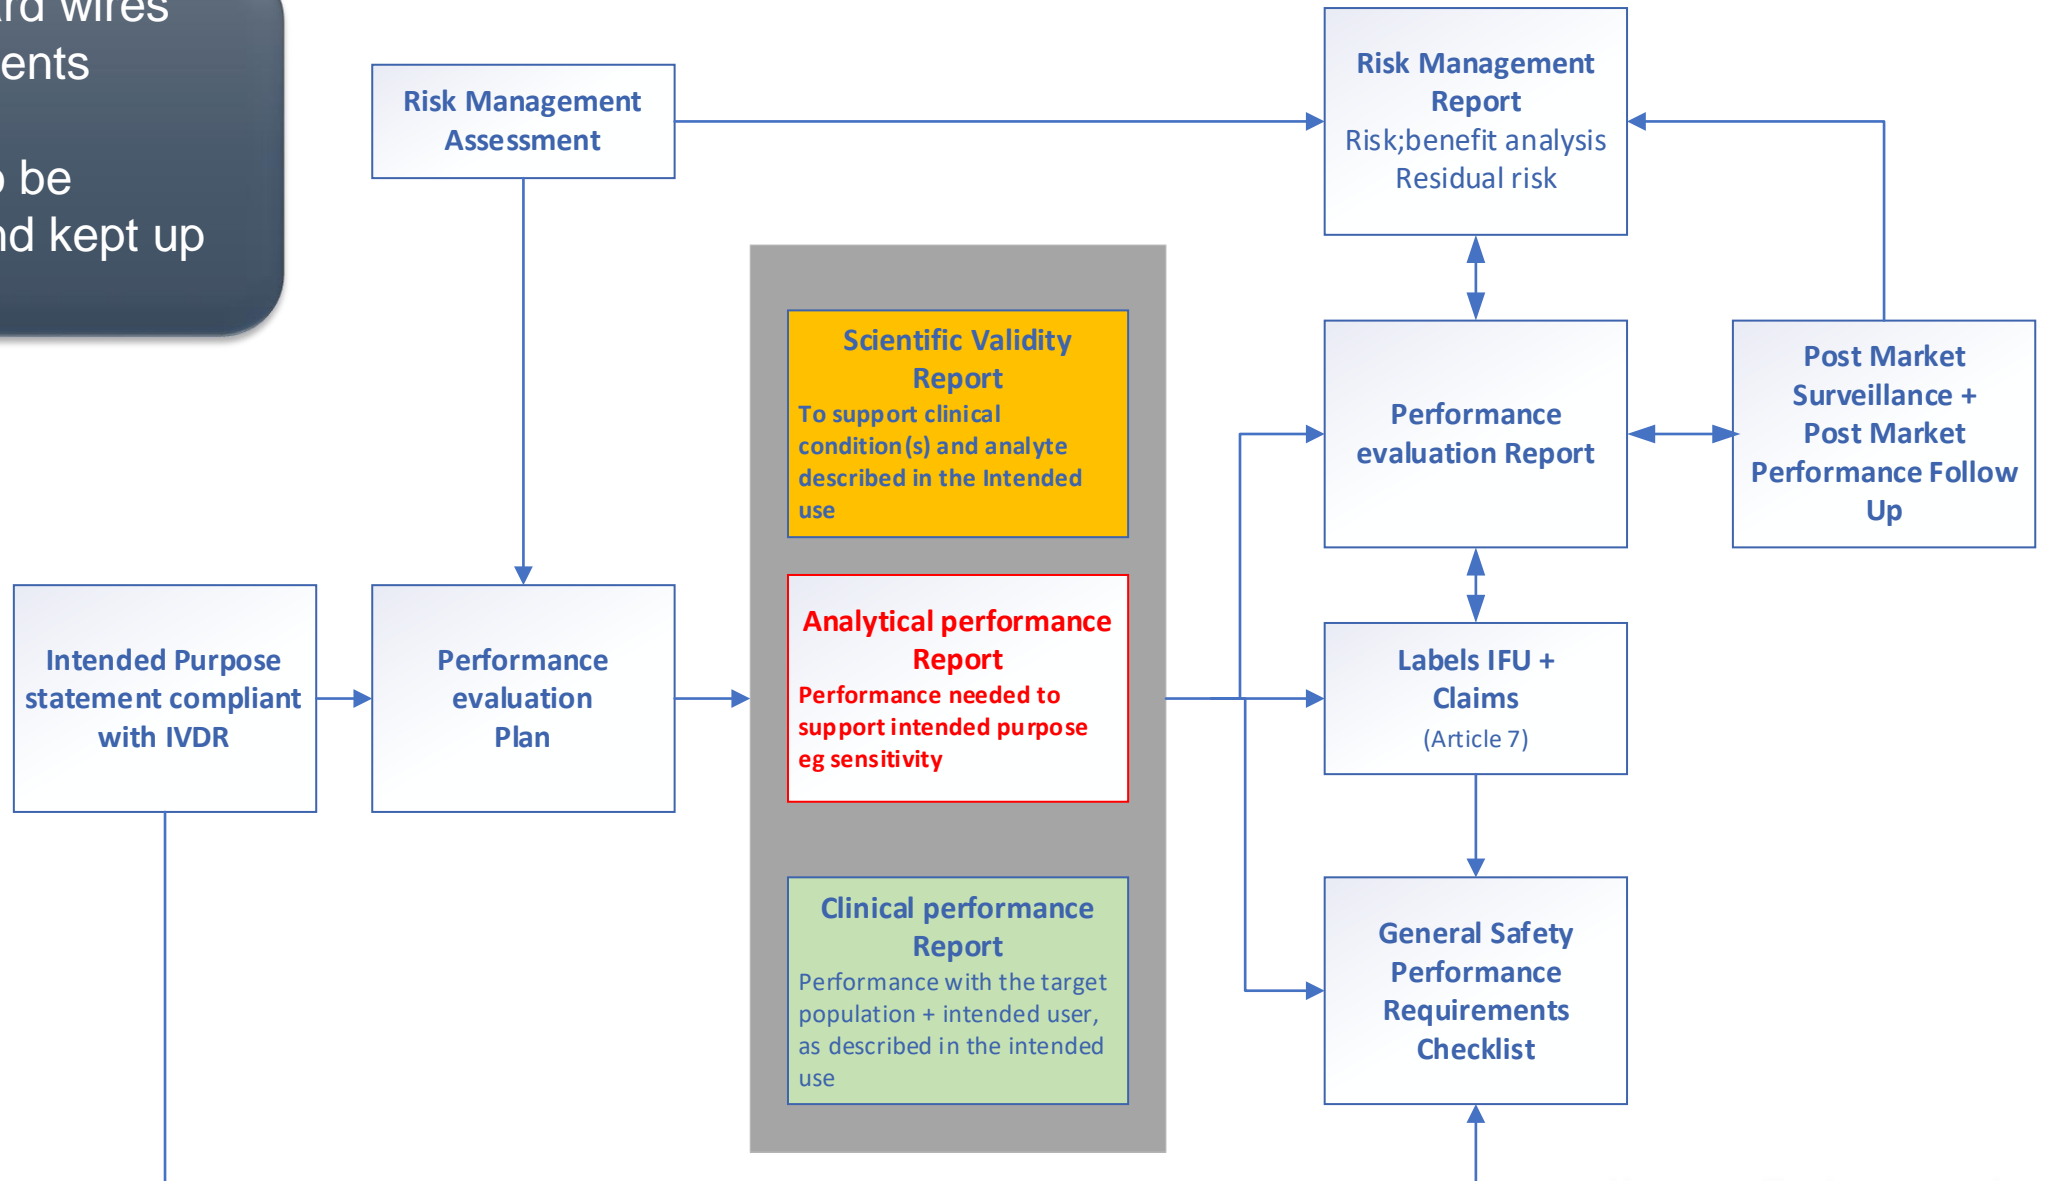 wires
ents
be
kept up
Risk Management
Assessment
Risk Management
Report
Risk;benefit analysis
Residual risk
Scientific Validity
Report
To support clinical
condition(s) and analyte
described in the Intended
use
Performance
evaluation Report
Post Market
Surveillance +
Post Market
Performance Follow
Up
Intended Purpose
statement compliant
with IVDR
Performance
evaluation
Plan
Analytical performance
Report
Performance needed to
support intended purpose
eg sensitivity
Labels IFU +
Claims
(Article 7)
Clinical performance
Report
Performance with the target
population + intended user,
as described in the intended
use
General Safety
Performance
Requirements
Checklist